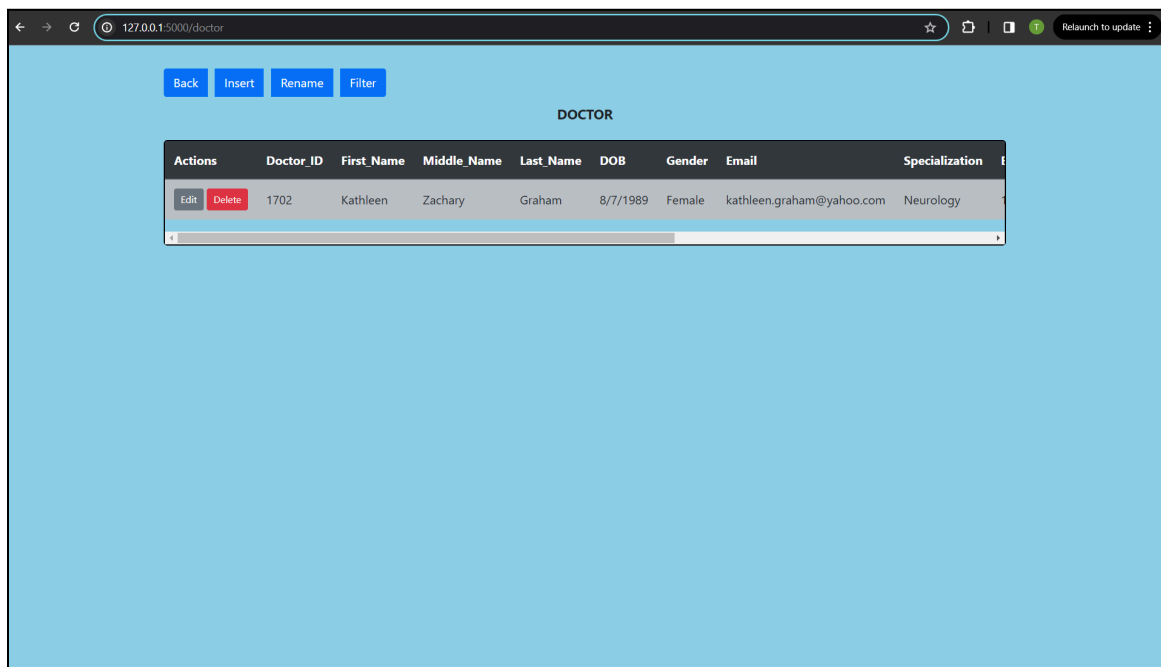 127.0.0.1:5000/doctor
T
Relaunch to update
Back Insert Rename Filter
DOCTOR
Actions Doctor_ID First_Name Middle_Name Last_Name DOB Gender Email Specialization
Edit Delete 1702 Kathleen Zachary Graham 8/7/1989 Female kathleen.graham@yahoo.com Neurology